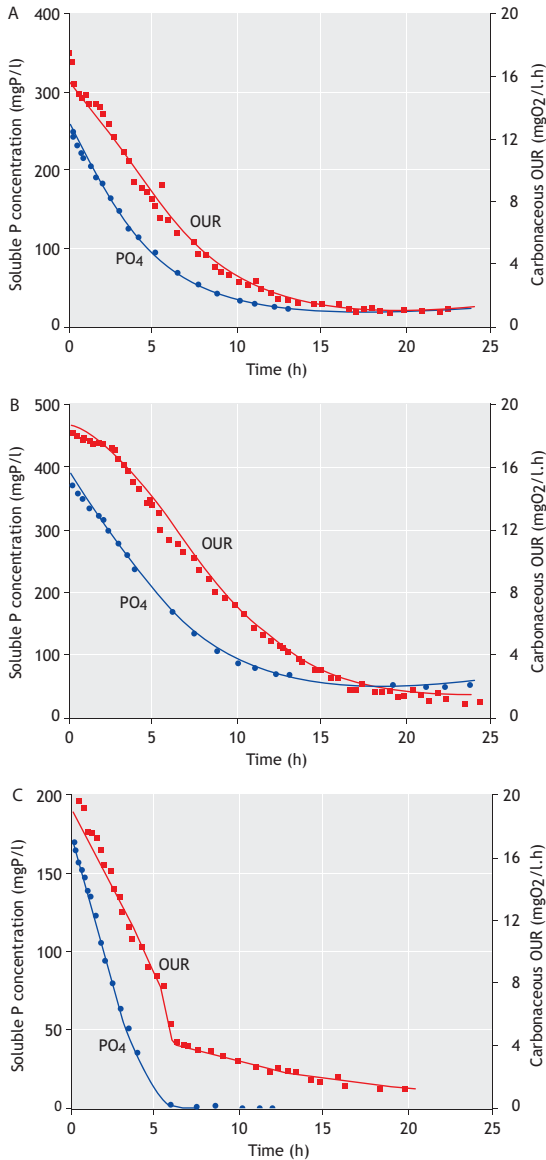 A
400
300
200
100
0
Soluble P concentration (mgP/l)
20
16
12
8
4
0
Carbonaceous OUR (mgO2/l.h)
OUR
PO4
0 5 10 15 20 25
Time (h)
B
500
400
300
200
100
0
Soluble P concentration (mgP/l)
20
16
12
8
4
0
Carbonaceous OUR (mgO2/l.h)
OUR
PO4
0 5 10 15 20 25
Time (h)
C
200
150
100
50
0
Soluble P concentration (mgP/l)
20
16
12
8
4
0
Carbonaceous OUR (mgO2/l.h)
OUR
PO4
0 5 10 15 20 25
Time (h)